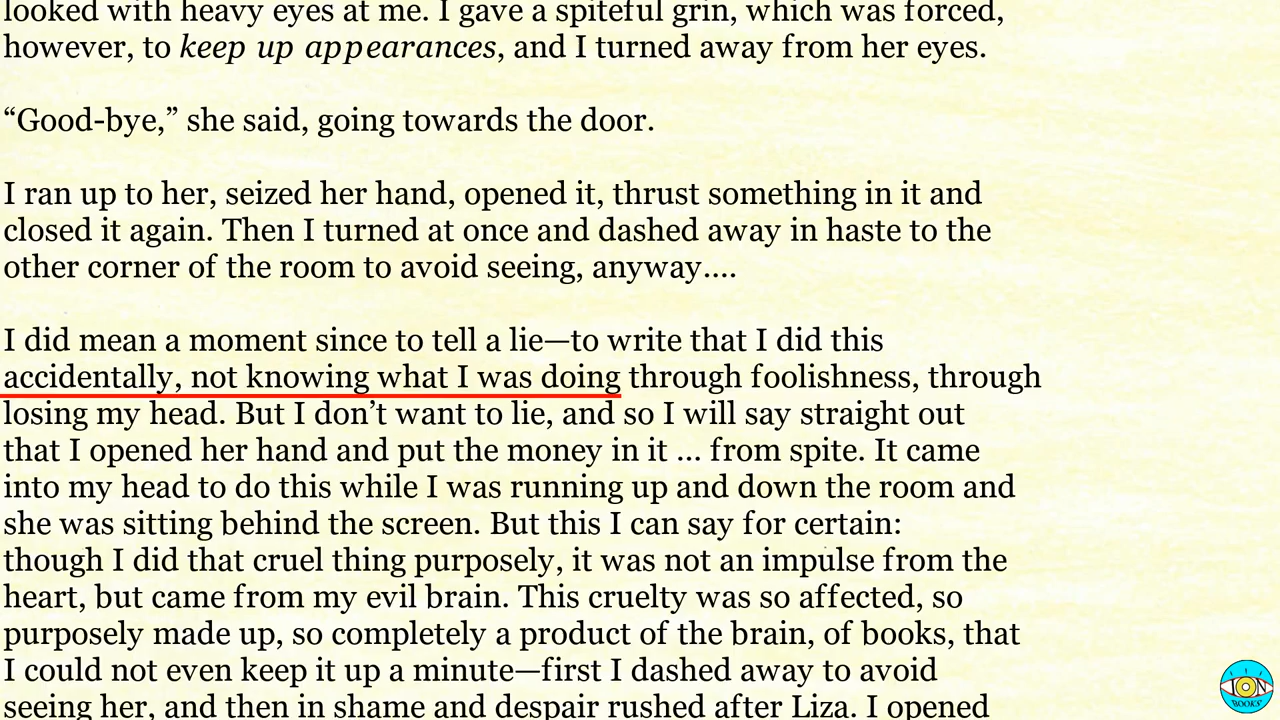 looked with heavy eyes at me. I gave a spiteful grin, which was forced,
however, to keep up appearances, and I turned away from her eyes.
“Good-bye,” she said, going towards the door.
I ran up to her, seized her hand, opened it, thrust something in it and
closed it again. Then I turned at once and dashed away in haste to the
other corner of the room to avoid seeing, anyway....
I did mean a moment since to tell a lie—to write that I did this
accidentally, not knowing what I was doing through foolishness, through
losing my head. But I don’t want to lie, and so I will say straight out
that I opened her hand and put the money in it ... from spite. It came
into my head to do this while I was running up and down the room and
she was sitting behind the screen. But this I can say for certain:
though I did that cruel thing purposely, it was not an impulse from the
heart, but came from my evil brain. This cruelty was so affected, so
purposely made up, so completely a product of the brain, of books, that
I could not even keep it up a minute—first I dashed away to avoid
seeing her, and then in shame and despair rushed after Liza. I opened
ION
BOOKS